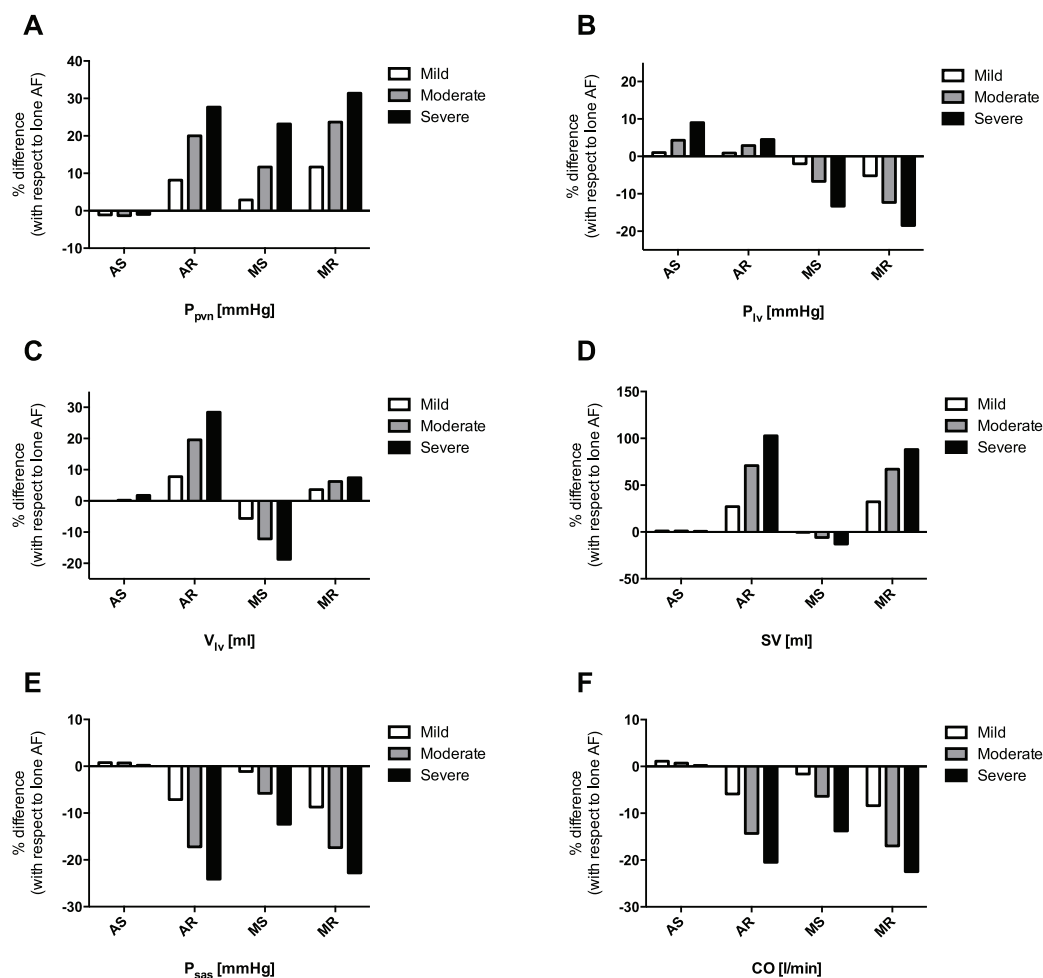 A
% difference
(with respect to lone AF)
40
30
20
10
0
-10
AS
AR
MS
MR
Mild
Moderate
Severe
Ppvn [mmHg]
B
% difference
(with respect to lone AF)
20
10
0
-10
-20
AS
AR
MS
MR
Mild
Moderate
Severe
Plv [mmHg]
C
% difference
(with respect to lone AF)
30
20
10
0
-10
-20
AS
AR
MS
MR
Mild
Moderate
Severe
Vlv [ml]
D
% difference
(with respect to lone AF)
150
100
50
0
-50
AS
AR
MS
MR
Mild
Moderate
Severe
SV [ml]
E
% difference
(with respect to lone AF)
10
0
-10
-20
-30
AS
AR
MS
MR
Mild
Moderate
Severe
Psas [mmHg]
F
% difference
(with respect to lone AF)
10
0
-10
-20
-30
AS
AR
MS
MR
Mild
Moderate
Severe
CO [l/min]